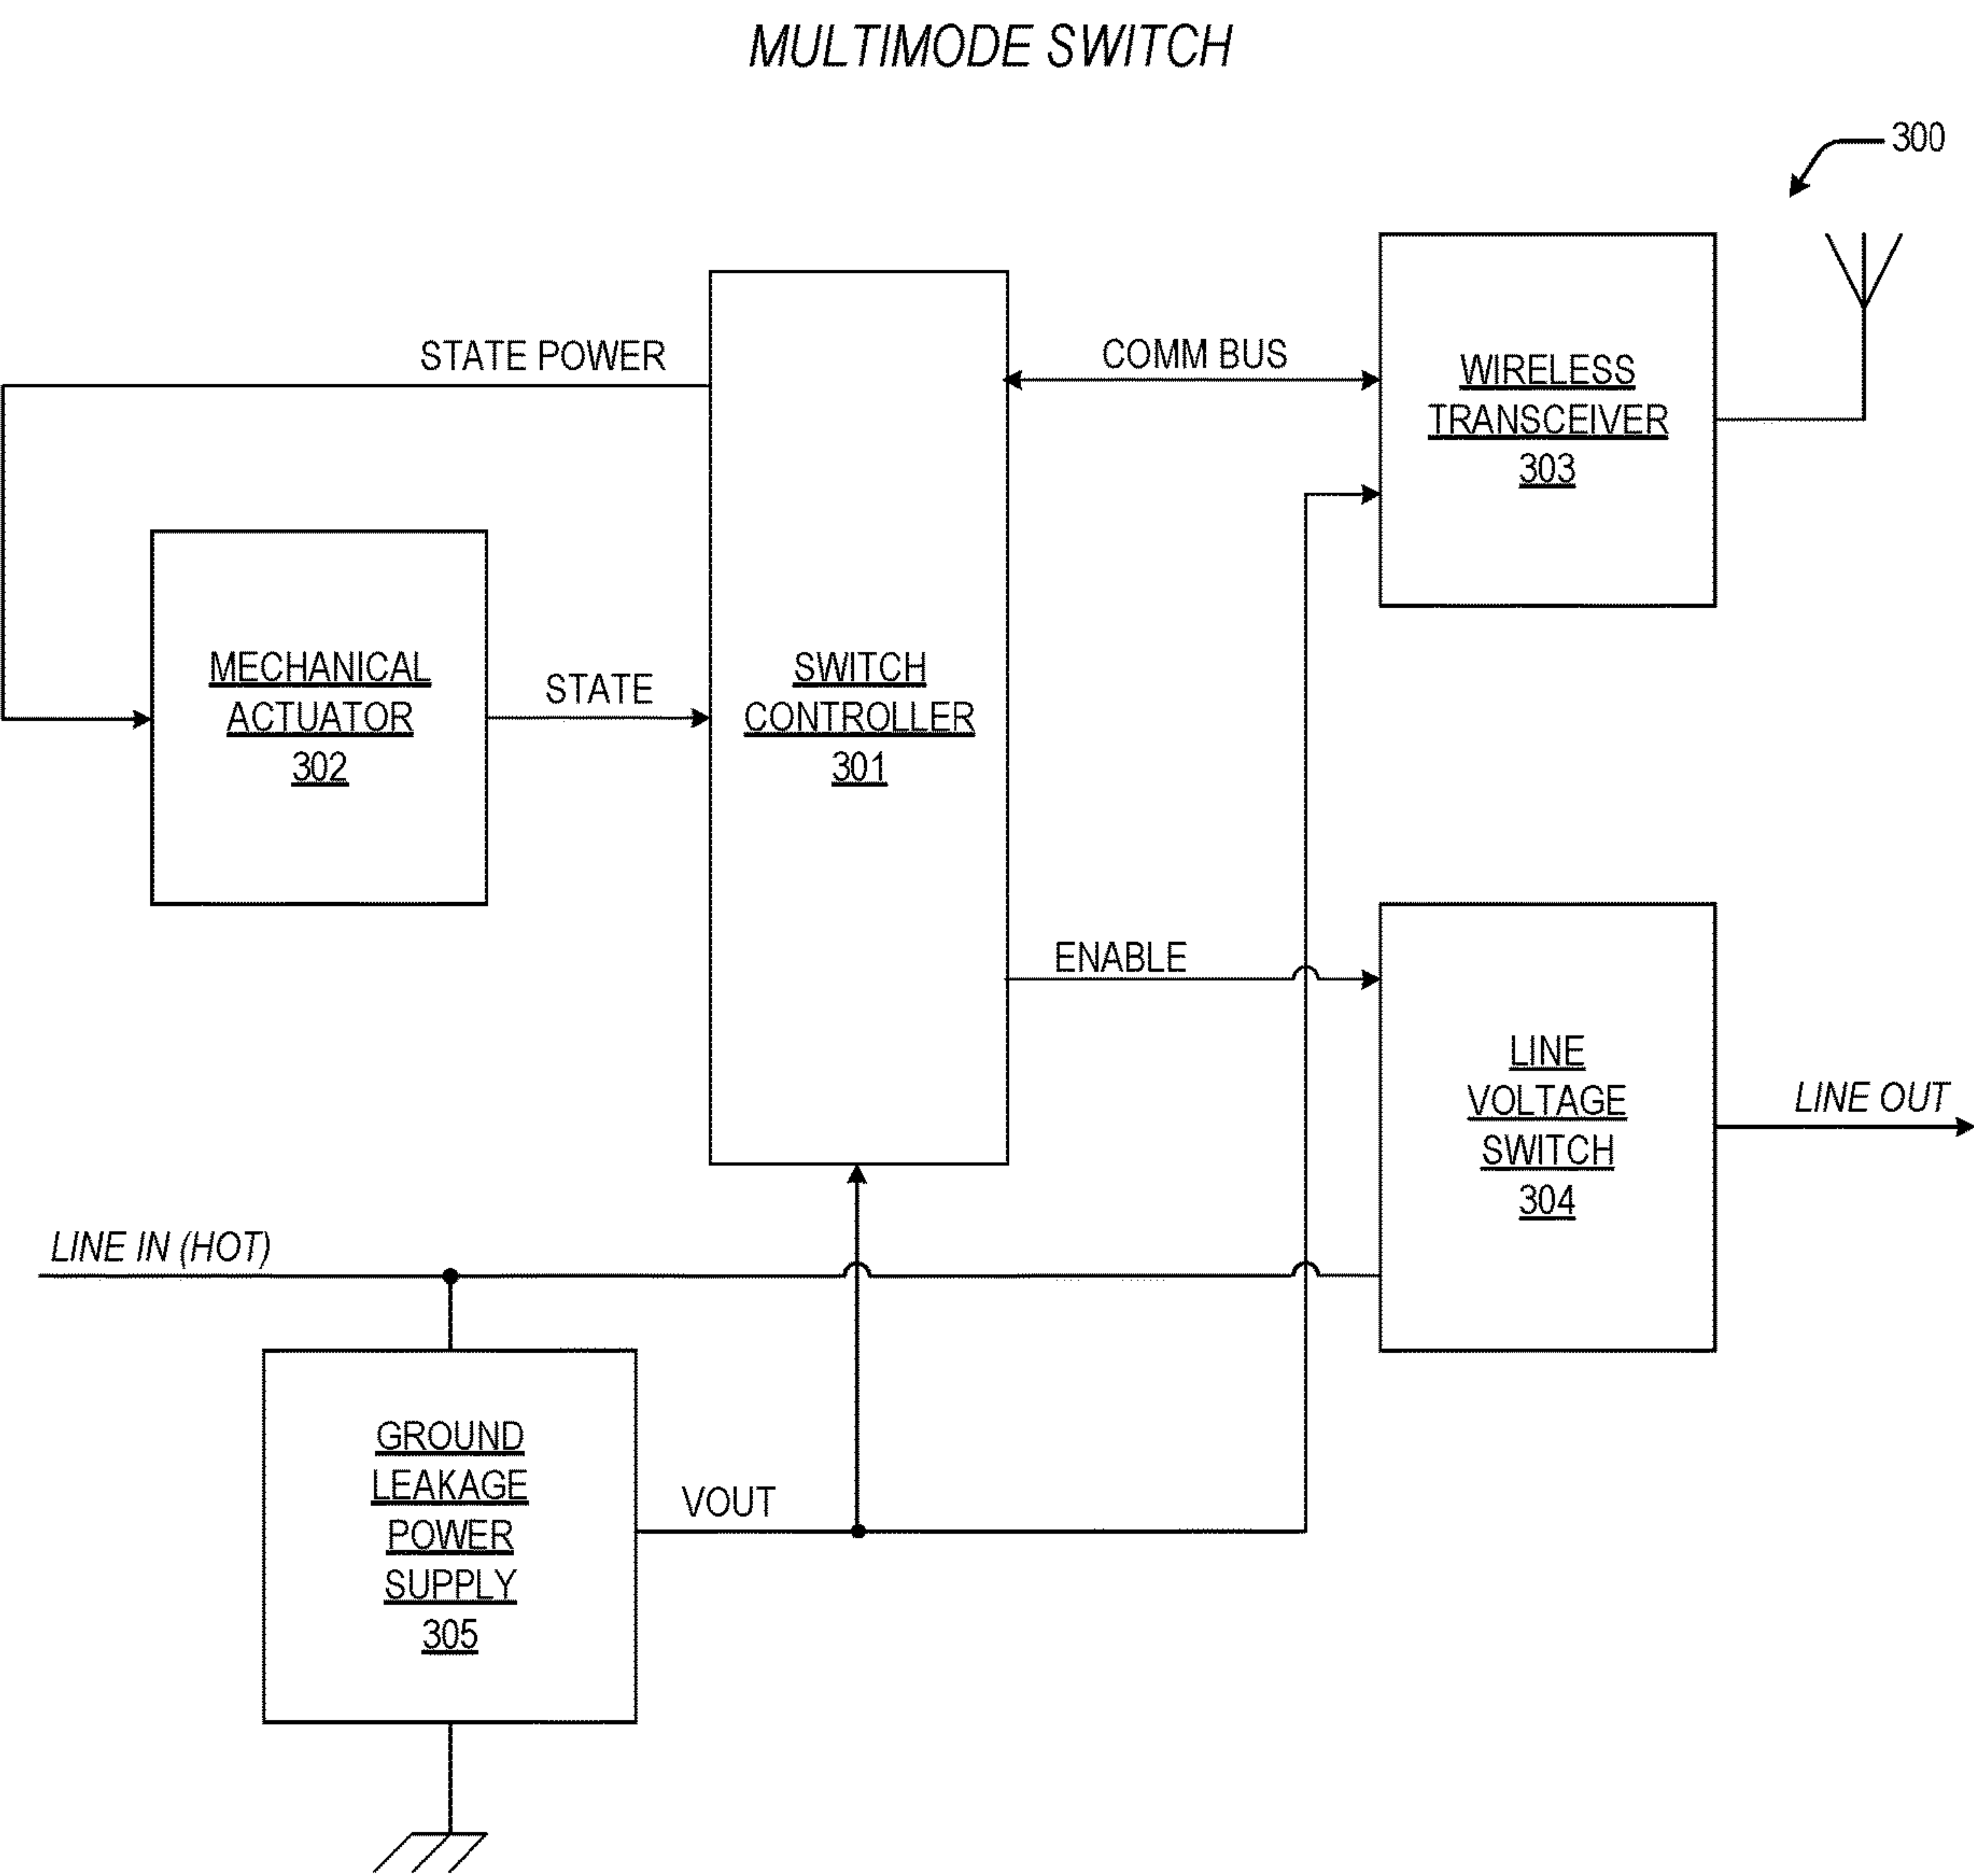 MULTIMODE SWITCH
300
STATE POWER
COMM BUS
WIRELESS
TRANSCEIVER
303
MECHANICAL
ACTUATOR
302
STATE
SWITCH
CONTROLLER
301
ENABLE
LINE
VOLTAGE
SWITCH
304
LINE OUT
LINE IN (HOT)
GROUND
LEAKAGE
POWER
SUPPLY
305
VOUT